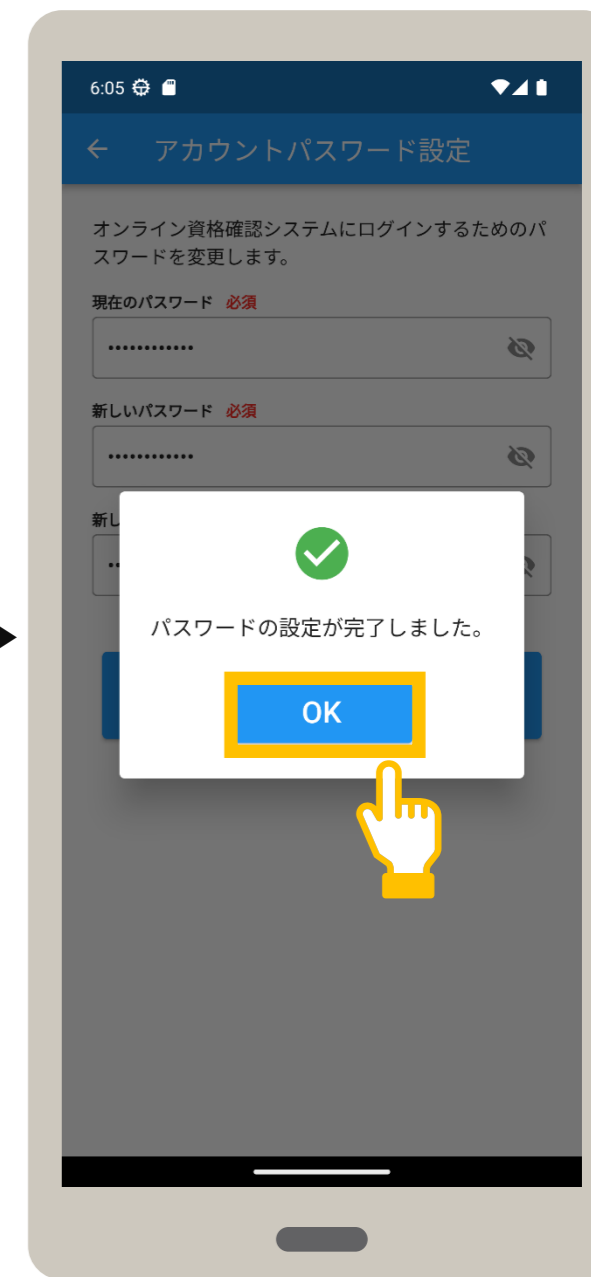 6:05
アカウントパスワード設定
オンライン資格確認システムにログインするためのパ
スワードを変更します。
現在のパスワード 必須
••••••••••••
新しいパスワード 必須
••••••••••••
新し
••
パスワードの設定が完了しました。
OK